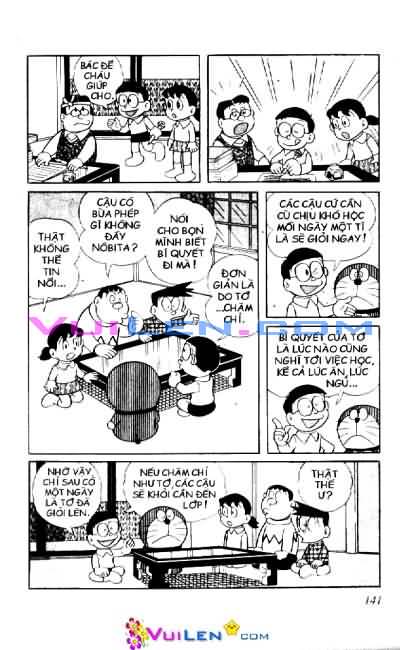 BÁC ĐỂ
CHÁU
GIÚP
CHO.
THẬT
KHÔNG
THỂ
TIN
NỔI...
CẬU CÓ
BÙA PHÉP
GÌ KHÔNG
ĐẤY
NÔBITA?
NÓI
CHO BỌN
MÌNH BIẾT
BÍ QUYẾT
ĐI MÀ!
ĐƠN
GIẢN LÀ
DO TỚ
...CHĂM
CHỈ.
CÁC CẬU CỨ CẦN
CÙ CHỊU KHÓ HỌC
MỖI NGÀY MỘT TÍ
LÀ SẼ GIỎI NGAY!
BÍ QUYẾT CỦA TỚ
LÀ LÚC NÀO CŨNG
NGHĨ TỚI VIỆC HỌC,
KỂ CẢ LÚC ĂN, LÚC
NGỦ...
VUILEN.COM
NHỜ VẬY,
CHỈ SAU CÓ
MỘT NGÀY
LÀ TỚ ĐÃ
GIỎI LÊN.
NẾU CHĂM CHỈ
NHƯ TỚ, CÁC CẬU
SẼ KHỎI CẦN ĐẾN
LỚP!
THẬT
THẾ
Ư?
141
VUILEN.COM